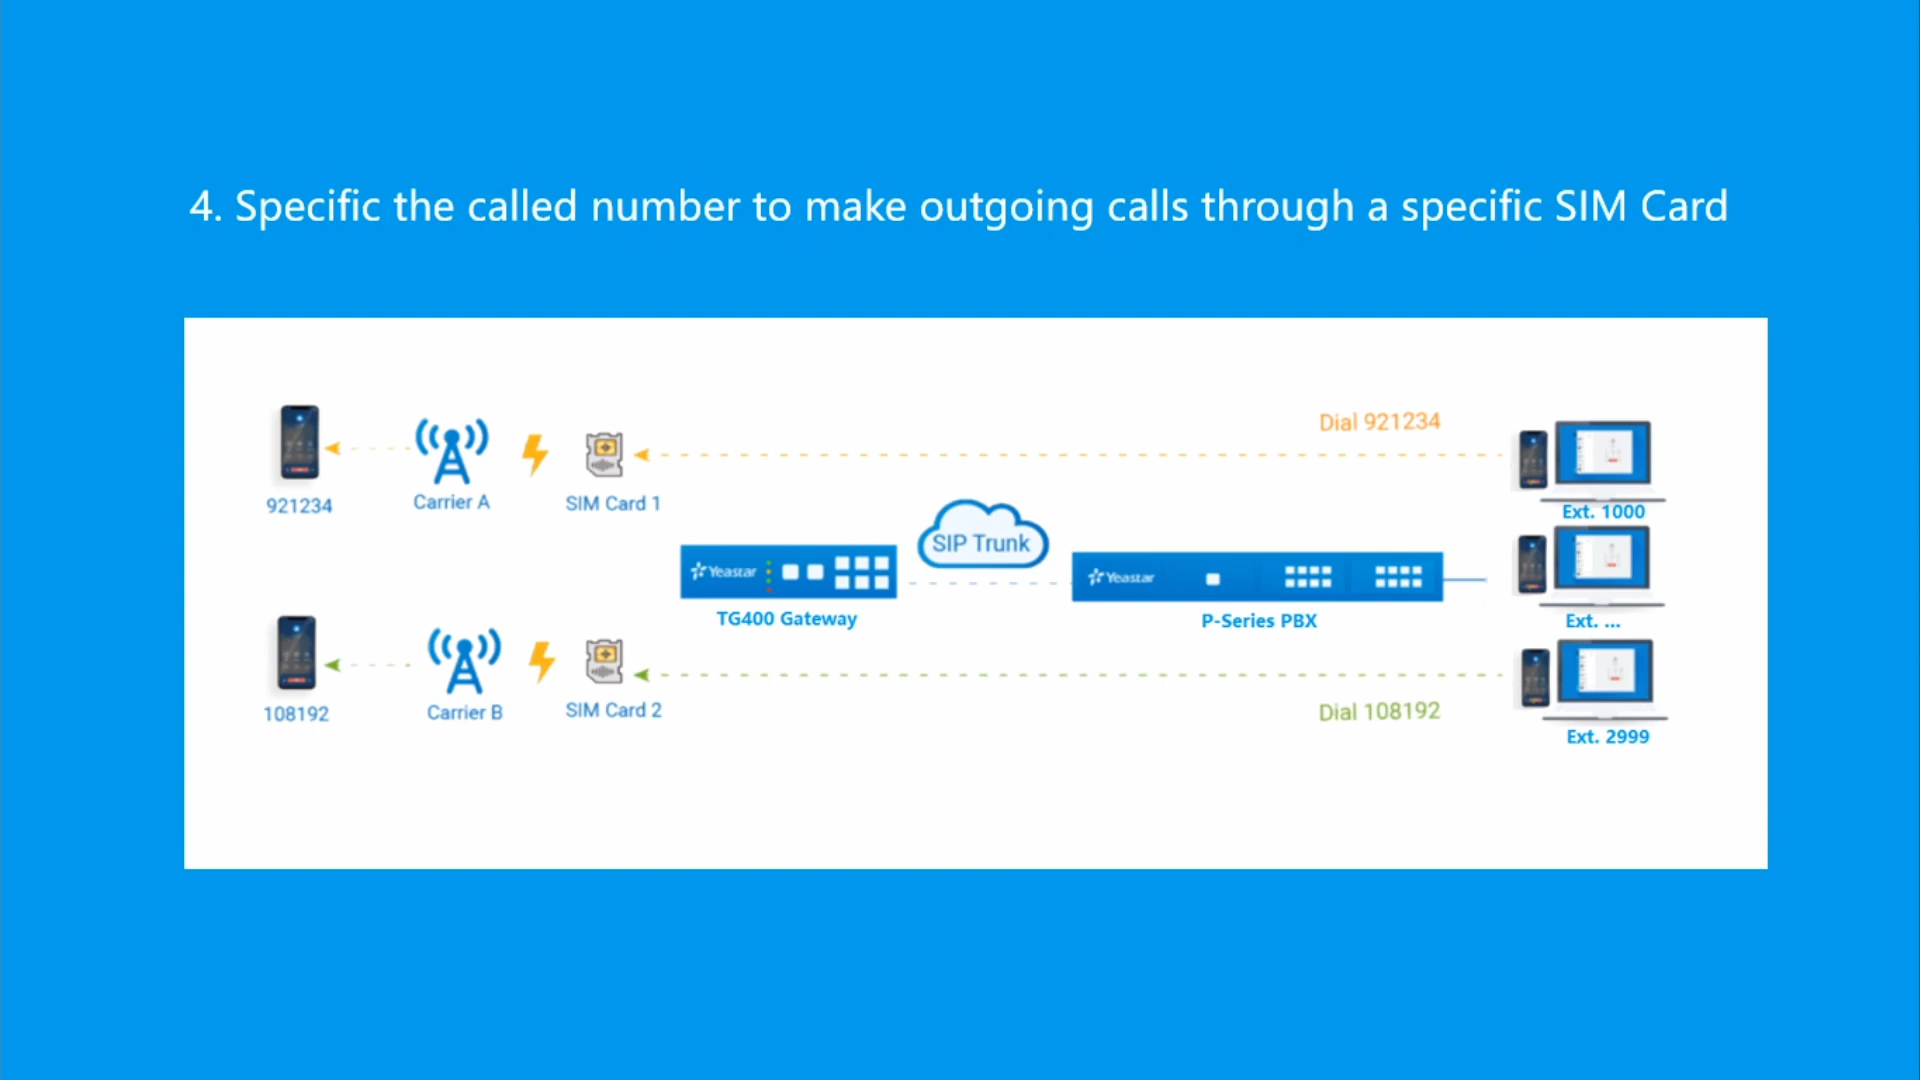 4. Specific the called number to make outgoing calls through a specific SIM Card
Dial 921234
921234
Carrier A
SIM Card 1
Ext. 1000
SIP Trunk
Yeastar
Yeastar
TG400 Gateway
P-Series PBX
Ext. ...
108192
Carrier B
SIM Card 2
Dial 108192
Ext. 2999